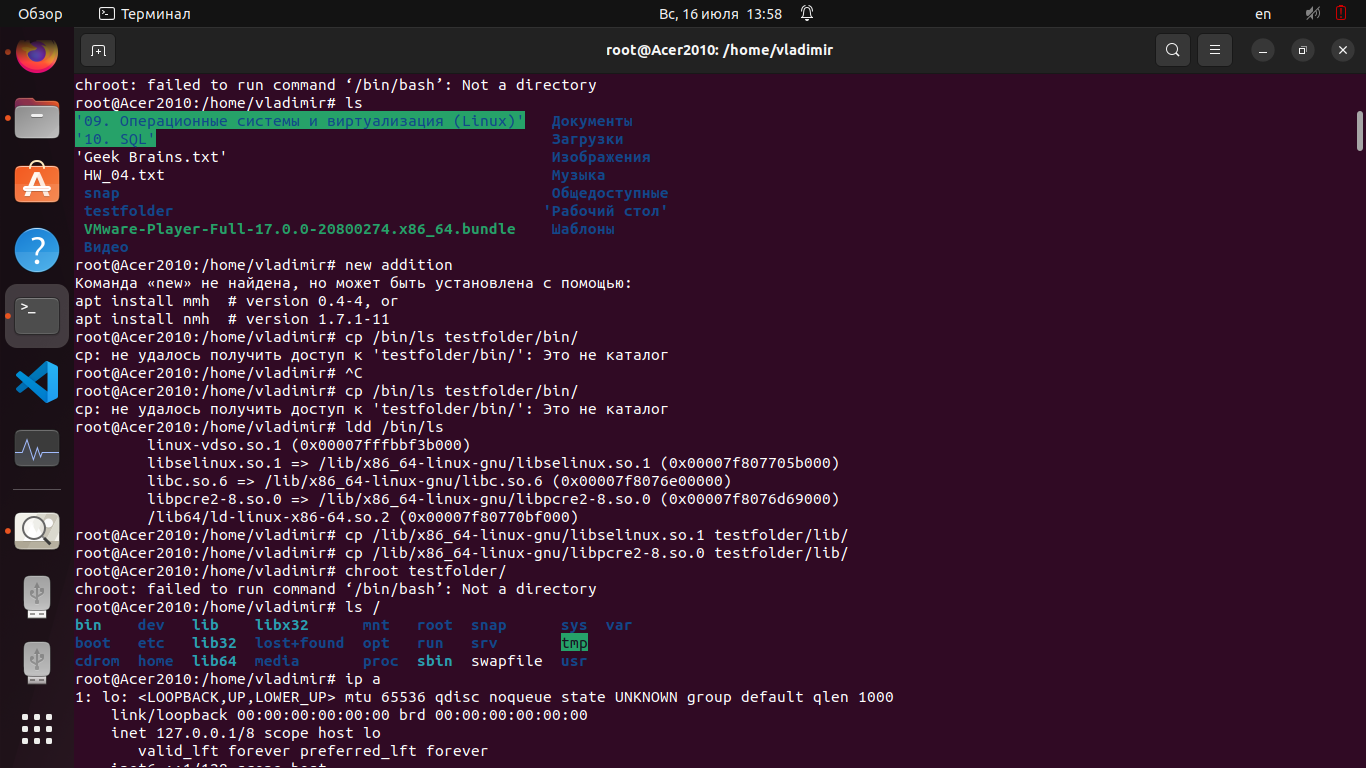 Обзор
Терминал
Вс, 16 июля 13:58
en
root@Acer2010: /home/vladimir
chroot: failed to run command ‘/bin/bash’: Not a directory
root@Acer2010:/home/vladimir# ls
'09. Операционные системы и виртуализация (Linux)' Документы
'10. SQL' Загрузки
'Geek Brains.txt' Изображения
HW_04.txt Музыка
snap Общедоступные
testfolder 'Рабочий стол'
VMware-Player-Full-17.0.0-20800274.x86_64.bundle Шаблоны
Видео
root@Acer2010:/home/vladimir# new addition
Команда «new» не найдена, но может быть установлена с помощью:
apt install mmh  # version 0.4-4, or
apt install nmh  # version 1.7.1-11
root@Acer2010:/home/vladimir# cp /bin/ls testfolder/bin/
cp: не удалось получить доступ к 'testfolder/bin/': Это не каталог
root@Acer2010:/home/vladimir# ^C
root@Acer2010:/home/vladimir# cp /bin/ls testfolder/bin/
cp: не удалось получить доступ к 'testfolder/bin/': Это не каталог
root@Acer2010:/home/vladimir# ldd /bin/ls
linux-vdso.so.1 (0x00007fffbbf3b000)
libselinux.so.1 => /lib/x86_64-linux-gnu/libselinux.so.1 (0x00007f807705b000)
libc.so.6 => /lib/x86_64-linux-gnu/libc.so.6 (0x00007f8076e00000)
libpcre2-8.so.0 => /lib/x86_64-linux-gnu/libpcre2-8.so.0 (0x00007f8076d69000)
/lib64/ld-linux-x86-64.so.2 (0x00007f80770bf000)
root@Acer2010:/home/vladimir# cp /lib/x86_64-linux-gnu/libselinux.so.1 testfolder/lib/
root@Acer2010:/home/vladimir# cp /lib/x86_64-linux-gnu/libpcre2-8.so.0 testfolder/lib/
root@Acer2010:/home/vladimir# chroot testfolder/
chroot: failed to run command ‘/bin/bash’: Not a directory
root@Acer2010:/home/vladimir# ls /
bin dev lib libx32 mnt root snap sys var
boot etc lib32 lost+found opt run srv tmp
cdrom home lib64 media proc sbin swapfile usr
root@Acer2010:/home/vladimir# ip a
1: lo: <LOOPBACK,UP,LOWER_UP> mtu 65536 qdisc noqueue state UNKNOWN group default qlen 1000
link/loopback 00:00:00:00:00:00 brd 00:00:00:00:00:00
inet 127.0.0.1/8 scope host lo
valid_lft forever preferred_lft forever
inet6 ::1/128 scope host